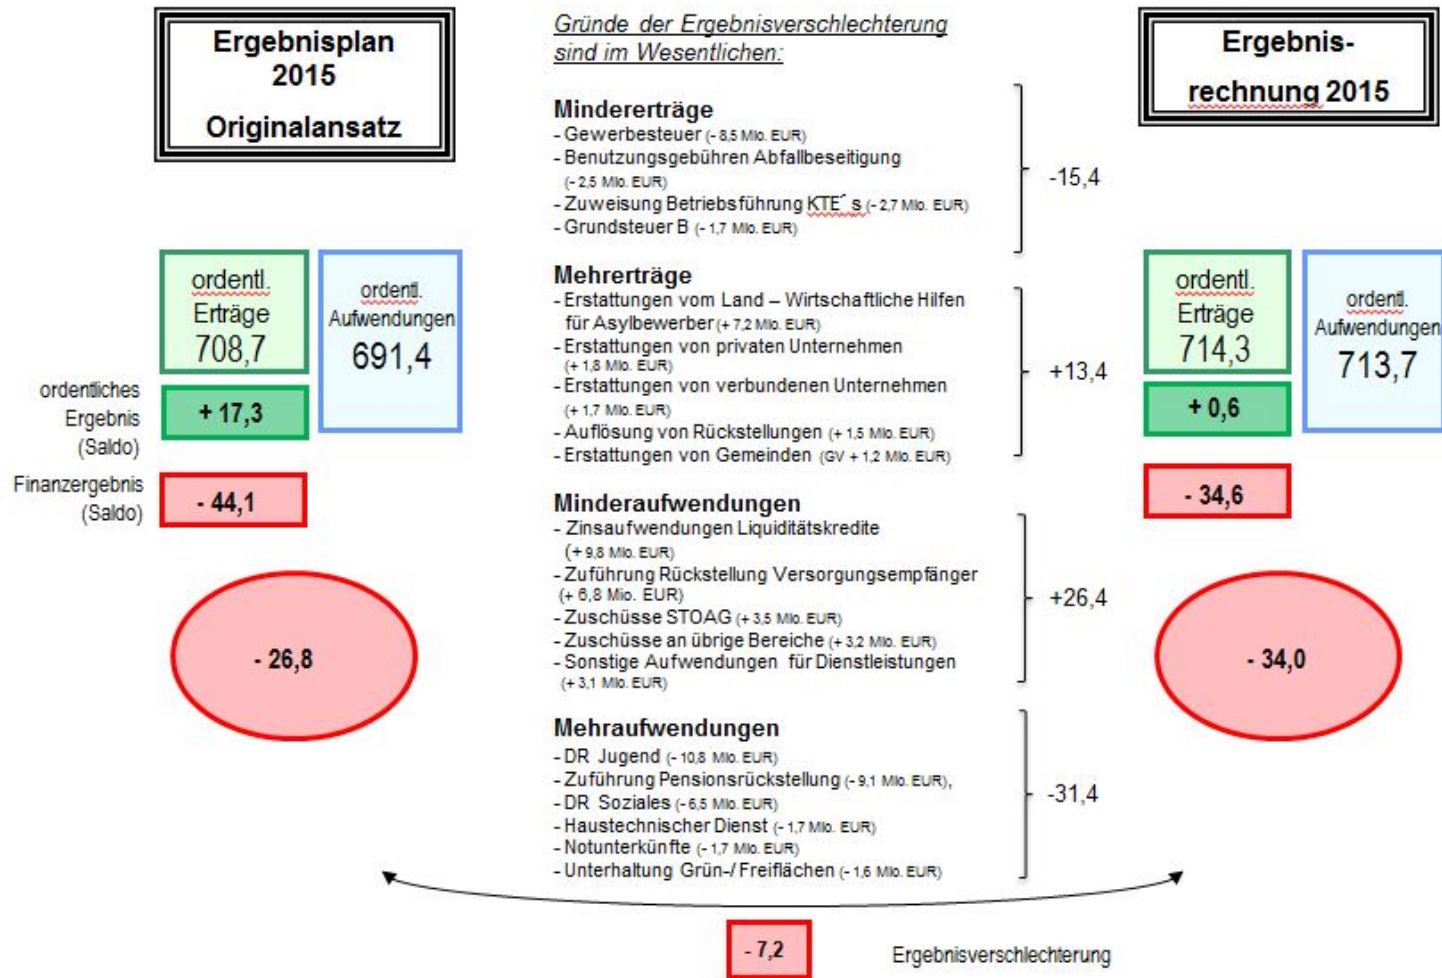 Ergebnisplan
2015
Originalansatz
ordentl.
Erträge
708,7
ordentl.
Aufwendungen
691,4
ordentliches
Ergebnis
(Saldo)
+ 17,3
Finanzergebnis
(Saldo)
- 44,1
- 26,8
Gründe der Ergebnisverschlechterung
sind im Wesentlichen:
Mindererträge
- Gewerbesteuer (- 8,5 Mio. EUR)
- Benutzungsgebühren Abfallbeseitigung
(- 2,5 Mio. EUR)
- Zuweisung Betriebsführung KTE´s (- 2,7 Mio. EUR)
- Grundsteuer B (- 1,7 Mio. EUR)
-15,4
Mehrerträge
- Erstattungen vom Land – Wirtschaftliche Hilfen
für Asylbewerber (+ 7,2 Mio. EUR)
- Erstattungen von privaten Unternehmen
(+ 1,8 Mio. EUR)
- Erstattungen von verbundenen Unternehmen
(+ 1,7 Mio. EUR)
- Auflösung von Rückstellungen (+ 1,5 Mio. EUR)
- Erstattungen von Gemeinden (GV + 1,2 Mio. EUR)
+13,4
Minderaufwendungen
- Zinsaufwendungen Liquiditätskredite
(+ 9,8 Mio. EUR)
- Zuführung Rückstellung Versorgungsempfänger
(+ 6,8 Mio. EUR)
- Zuschüsse STOAG (+ 3,5 Mio. EUR)
- Zuschüsse an übrige Bereiche (+ 3,2 Mio. EUR)
- Sonstige Aufwendungen für Dienstleistungen
(+ 3,1 Mio. EUR)
+26,4
Mehraufwendungen
- DR Jugend (- 10,8 Mio. EUR)
- Zuführung Pensionsrückstellung (- 9,1 Mio. EUR),
- DR Soziales (- 6,5 Mio. EUR)
- Haustechnischer Dienst (- 1,7 Mio. EUR)
- Notunterkünfte (- 1,7 Mio. EUR)
- Unterhaltung Grün-/ Freiflächen (- 1,6 Mio. EUR)
-31,4
Ergebnis-
rechnung 2015
ordentl.
Erträge
714,3
ordentl.
Aufwendungen
713,7
+ 0,6
- 34,6
- 34,0
- 7,2
Ergebnisverschlechterung